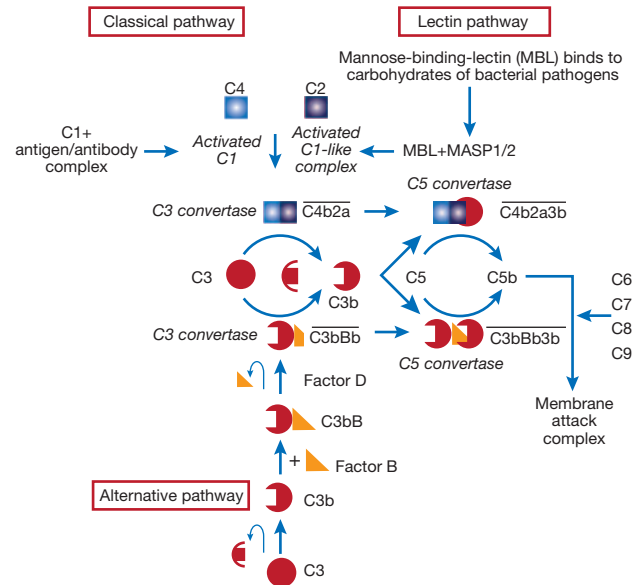 Classical pathway
Lectin pathway
Mannose-binding-lectin (MBL) binds to
carbohydrates of bacterial pathogens
C4
C2
C1+
antigen/antibody
complex
Activated
C1
Activated
C1-like
complex
MBL+MASP1/2
C5 convertase
C3 convertase
C4b2a
C4b2a3b
C3
C3b
C5
C5b
C6
C7
C8
C9
C3 convertase
C3bBb
C3bBb3b
C5 convertase
Factor D
Membrane
attack
complex
C3bB
+
Factor B
Alternative pathway
C3b
C3